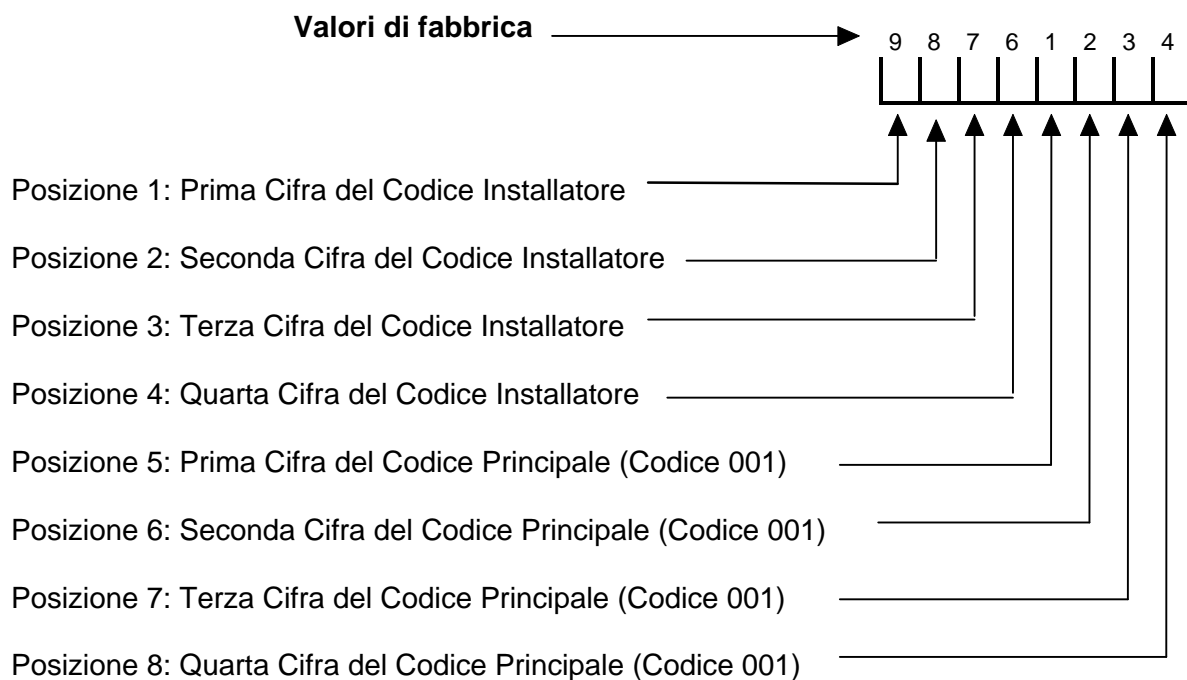 Valori di fabbrica
9 8 7 6 1 2 3 4
Posizione 1: Prima Cifra del Codice Installatore
Posizione 2: Seconda Cifra del Codice Installatore
Posizione 3: Terza Cifra del Codice Installatore
Posizione 4: Quarta Cifra del Codice Installatore
Posizione 5: Prima Cifra del Codice Principale (Codice 001)
Posizione 6: Seconda Cifra del Codice Principale (Codice 001)
Posizione 7: Terza Cifra del Codice Principale (Codice 001)
Posizione 8: Quarta Cifra del Codice Principale (Codice 001)